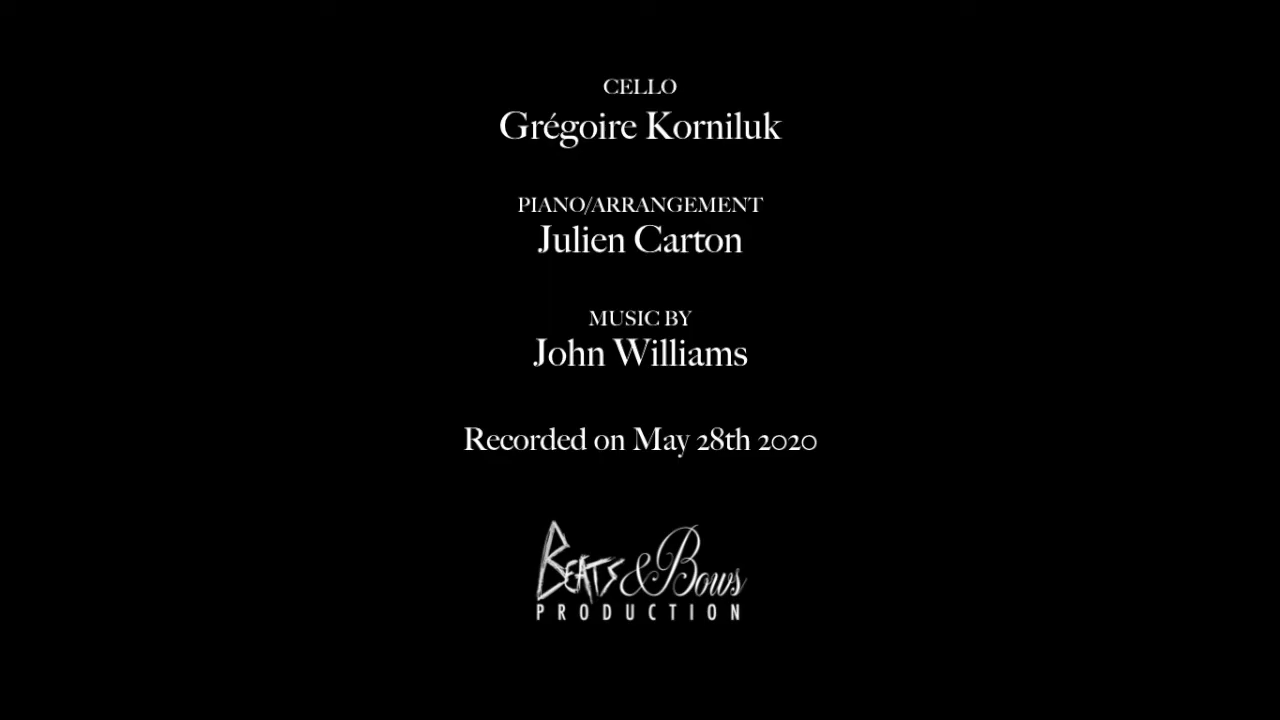 CELLO
Grégoire Korniluk
PIANO/ARRANGEMENT
Julien Carton
MUSIC BY
John Williams
Recorded on May 28th 2020
BEATS & Bows
PRODUCTION